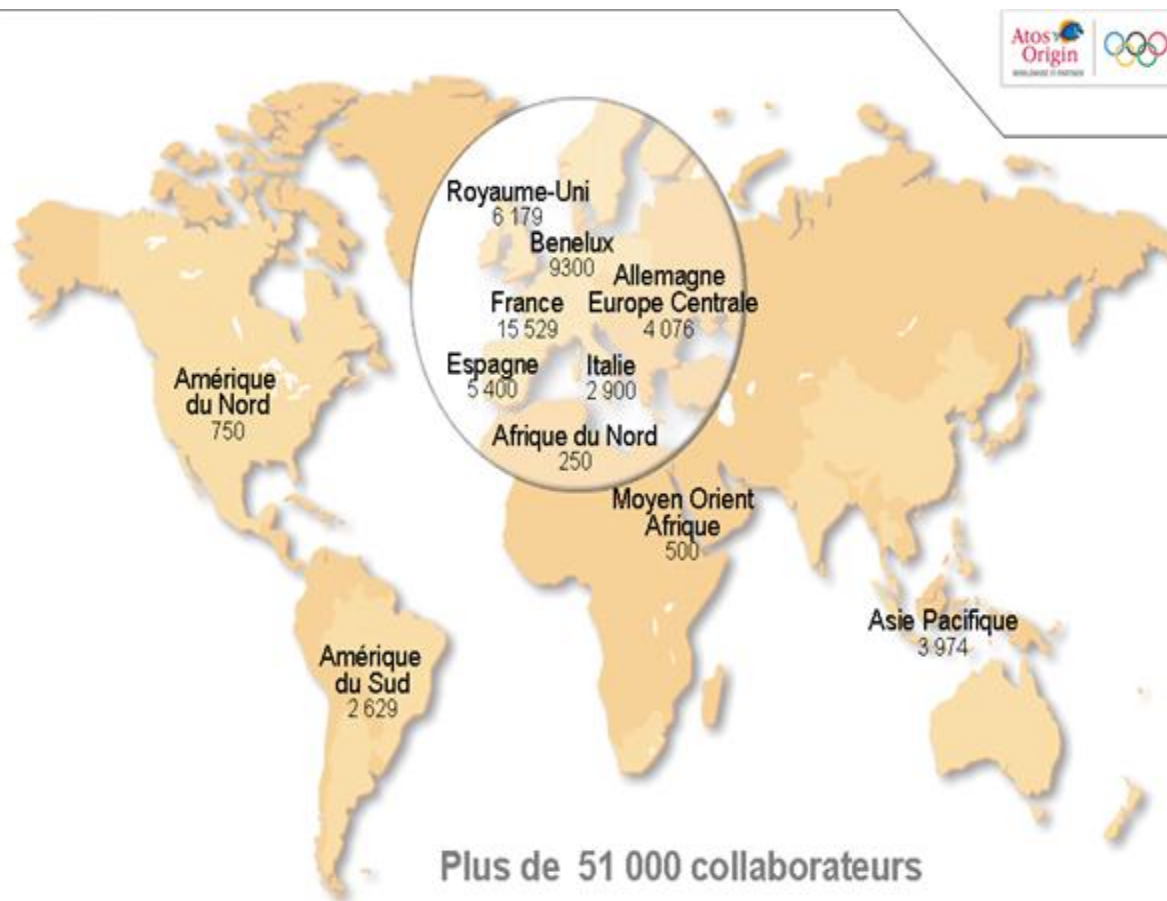 Atos
Origin
Royaume-Uni
6 179
Benelux
9300
Allemagne
Europe Centrale
4 076
France
15 529
Espagne
5 400
Italie
2 900
Afrique du Nord
250
Amérique
du Nord
750
Moyen Orient
Afrique
500
Asie Pacifique
3 974
Amérique
du Sud
2 629
Plus de 51 000 collaborateurs